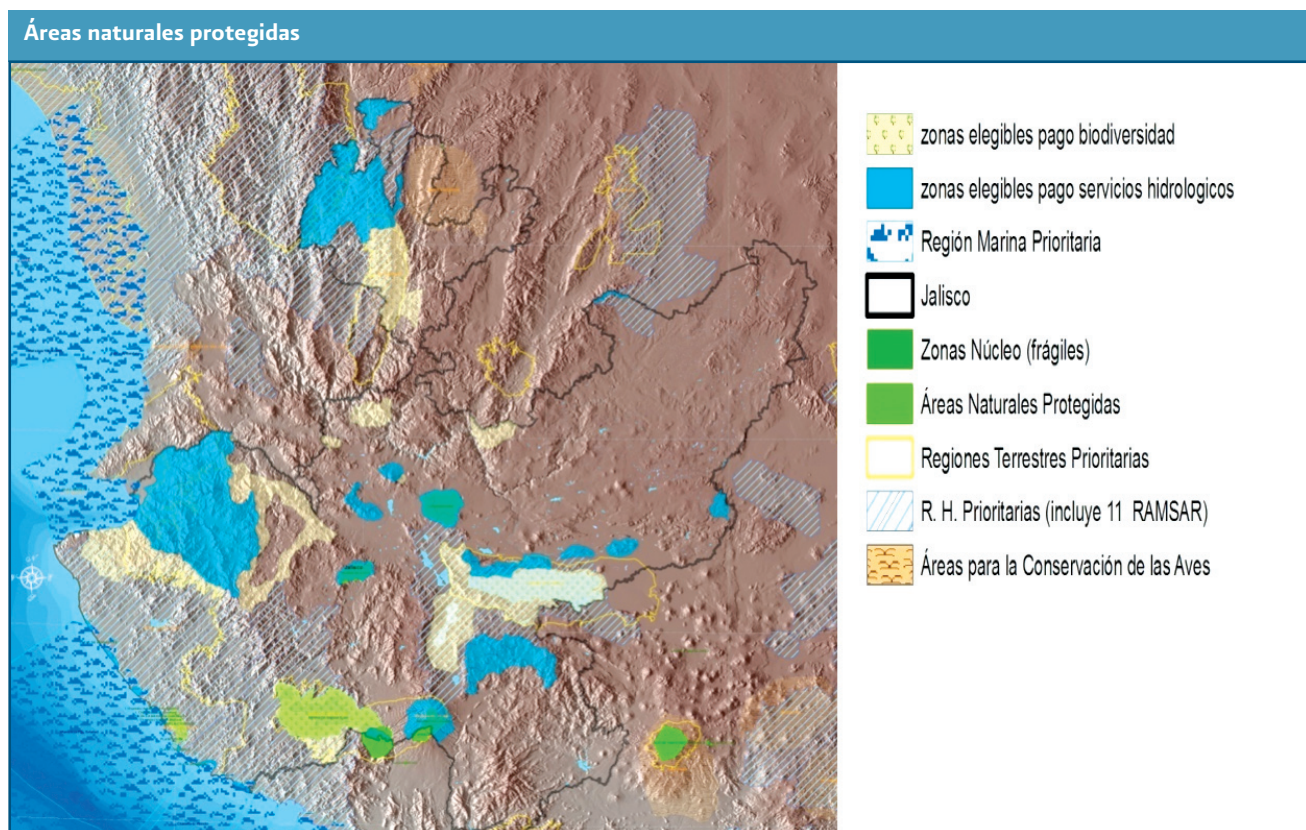 Áreas naturales protegidas
zonas elegibles pago biodiversidad
zonas elegibles pago servicios hidrologicos
Región Marina Prioritaria
Jalisco
Zonas Núcleo (frágiles)
Áreas Naturales Protegidas
Regiones Terrestres Prioritarias
R. H. Prioritarias (incluye 11 RAMSAR)
Áreas para la Conservación de las Aves